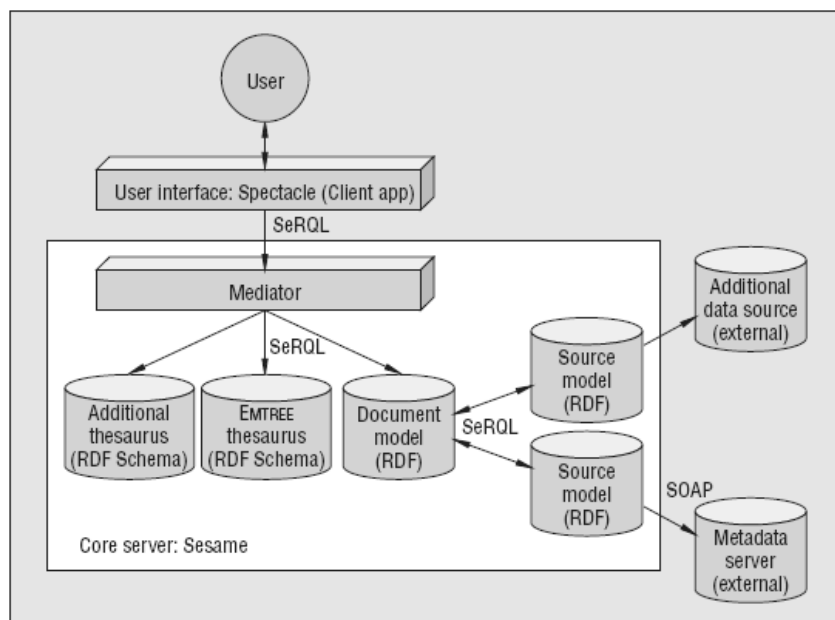 User
User interface: Spectacle (Client app)
SeRQL
Mediator
SeRQL
Additional
thesaurus
(RDF Schema)
EMTREE
thesaurus
(RDF Schema)
Document
model
(RDF)
SeRQL
Source
model
(RDF)
Source
model
(RDF)
Additional
data source
(external)
SOAP
Metadata
server
(external)
Core server: Sesame